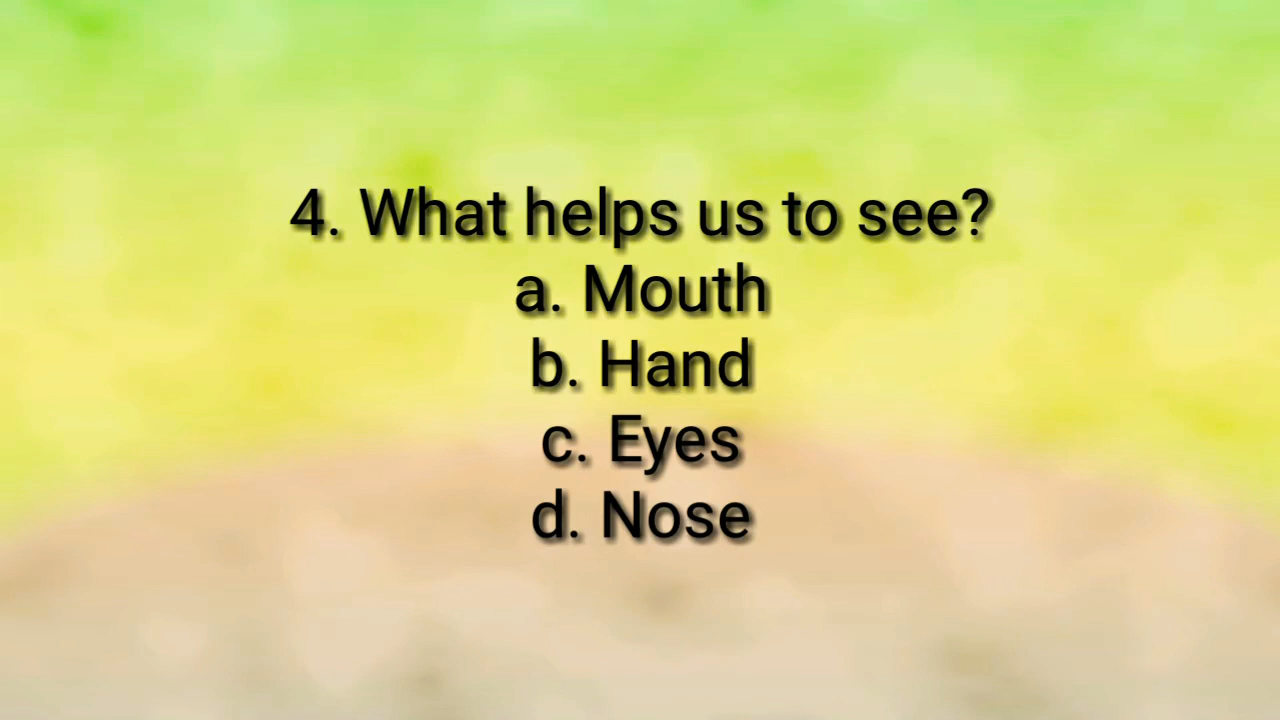 4. What helps us to see?
a. Mouth
b. Hand
c. Eyes
d. Nose